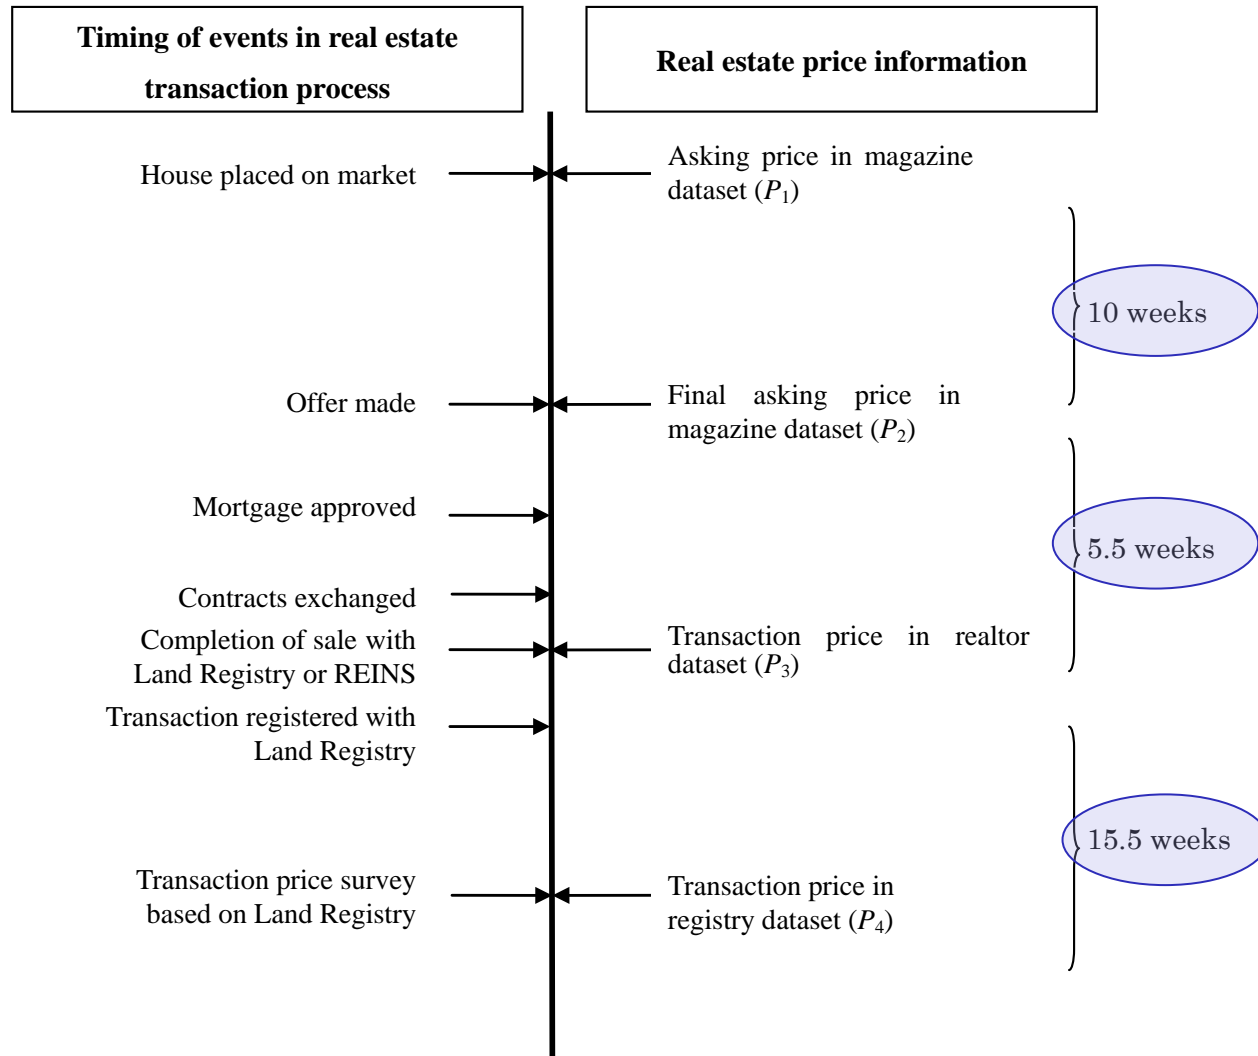 Timing of events in real estate
transaction process
Real estate price information
House placed on market
Asking price in magazine
dataset (P1)
10 weeks
Offer made
Final asking price in
magazine dataset (P2)
Mortgage approved
5.5 weeks
Contracts exchanged
Completion of sale with
Land Registry or REINS
Transaction price in realtor
dataset (P3)
Transaction registered with
Land Registry
15.5 weeks
Transaction price survey
based on Land Registry
Transaction price in
registry dataset (P4)